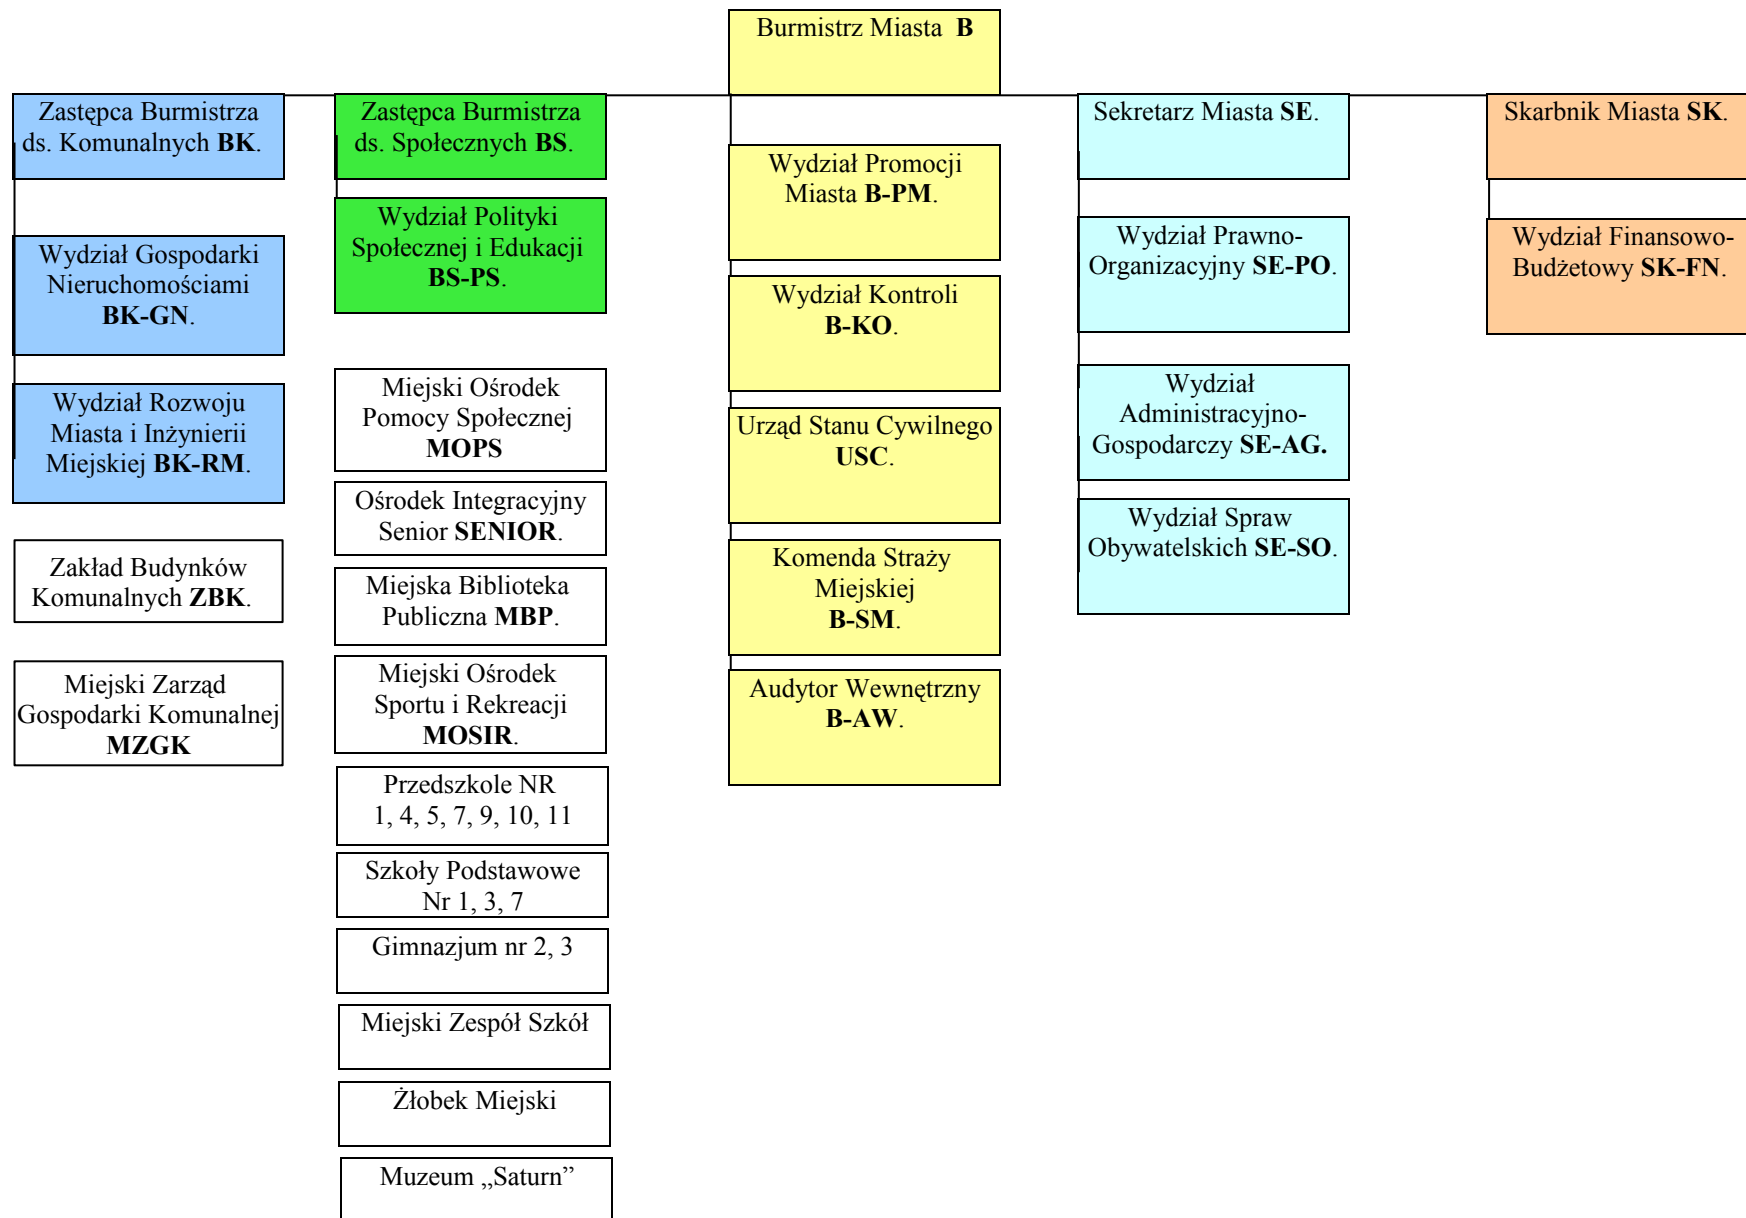 Burmistrz Miasta B
Zastępca Burmistrza
ds. Komunalnych BK.
Wydział Gospodarki
Nieruchomościami
BK-GN.
Wydział Rozwoju
Miasta i Inżynierii
Miejskiej BK-RM.
Zakład Budynków
Komunalnych ZBK.
Miejski Zarząd
Gospodarki Komunalnej
MZGK
Zastępca Burmistrza
ds. Społecznych BS.
Wydział Polityki
Społecznej i Edukacji
BS-PS.
Miejski Ośrodek
Pomocy Społecznej
MOPS
Ośrodek Integracyjny
Senior SENIOR.
Miejska Biblioteka
Publiczna MBP.
Miejski Ośrodek
Sportu i Rekreacji
MOSIR.
Przedszkole NR
1, 4, 5, 7, 9, 10, 11
Szkoły Podstawowe
Nr 1, 3, 7
Gimnazjum nr 2, 3
Miejski Zespół Szkół
Żłobek Miejski
Muzeum „Saturn”
Wydział Promocji
Miasta B-PM.
Wydział Kontroli
B-KO.
Urząd Stanu Cywilnego
USC.
Komenda Straży
Miejskiej
B-SM.
Audytor Wewnętrzny
B-AW.
Sekretarz Miasta SE.
Wydział Prawno-
Organizacyjny SE-PO.
Wydział
Administracyjno-
Gospodarczy SE-AG.
Wydział Spraw
Obywatelskich SE-SO.
Skarbnik Miasta SK.
Wydział Finansowo-
Budżetowy SK-FN.